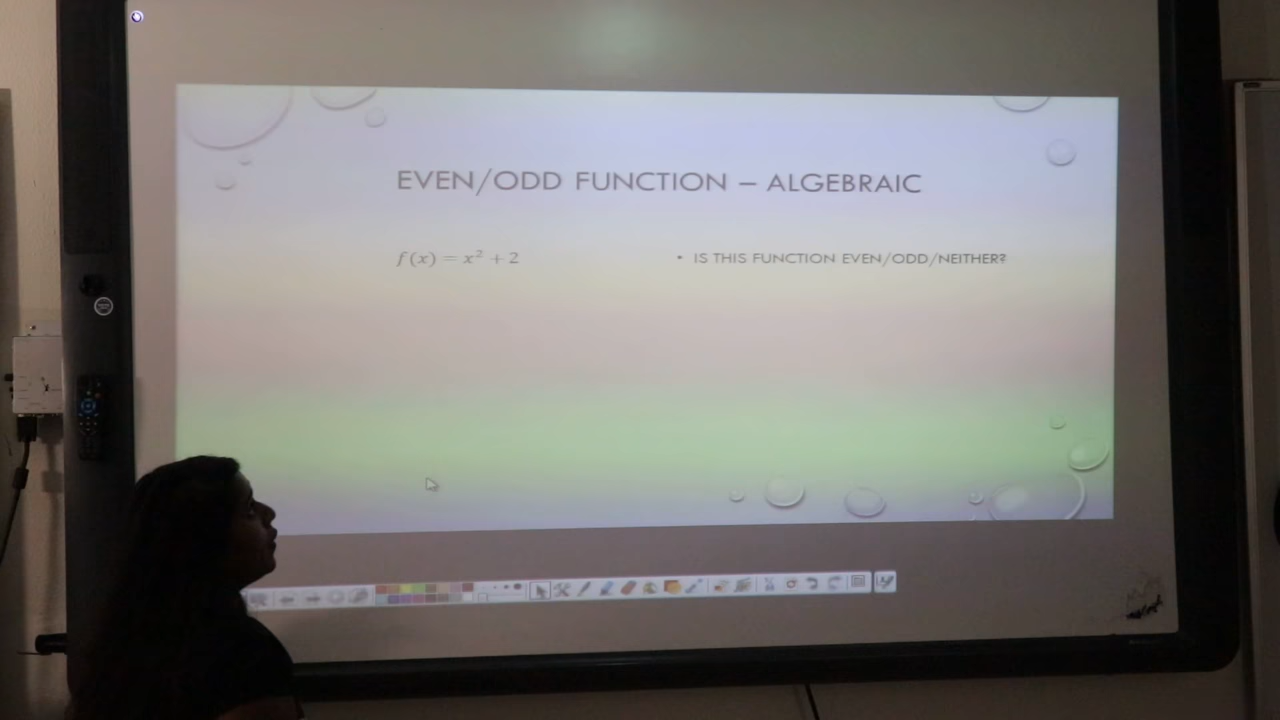 EVEN/ODD FUNCTION – ALGEBRAIC
f(x) = x² + 2
• IS THIS FUNCTION EVEN/ODD/NEITHER?